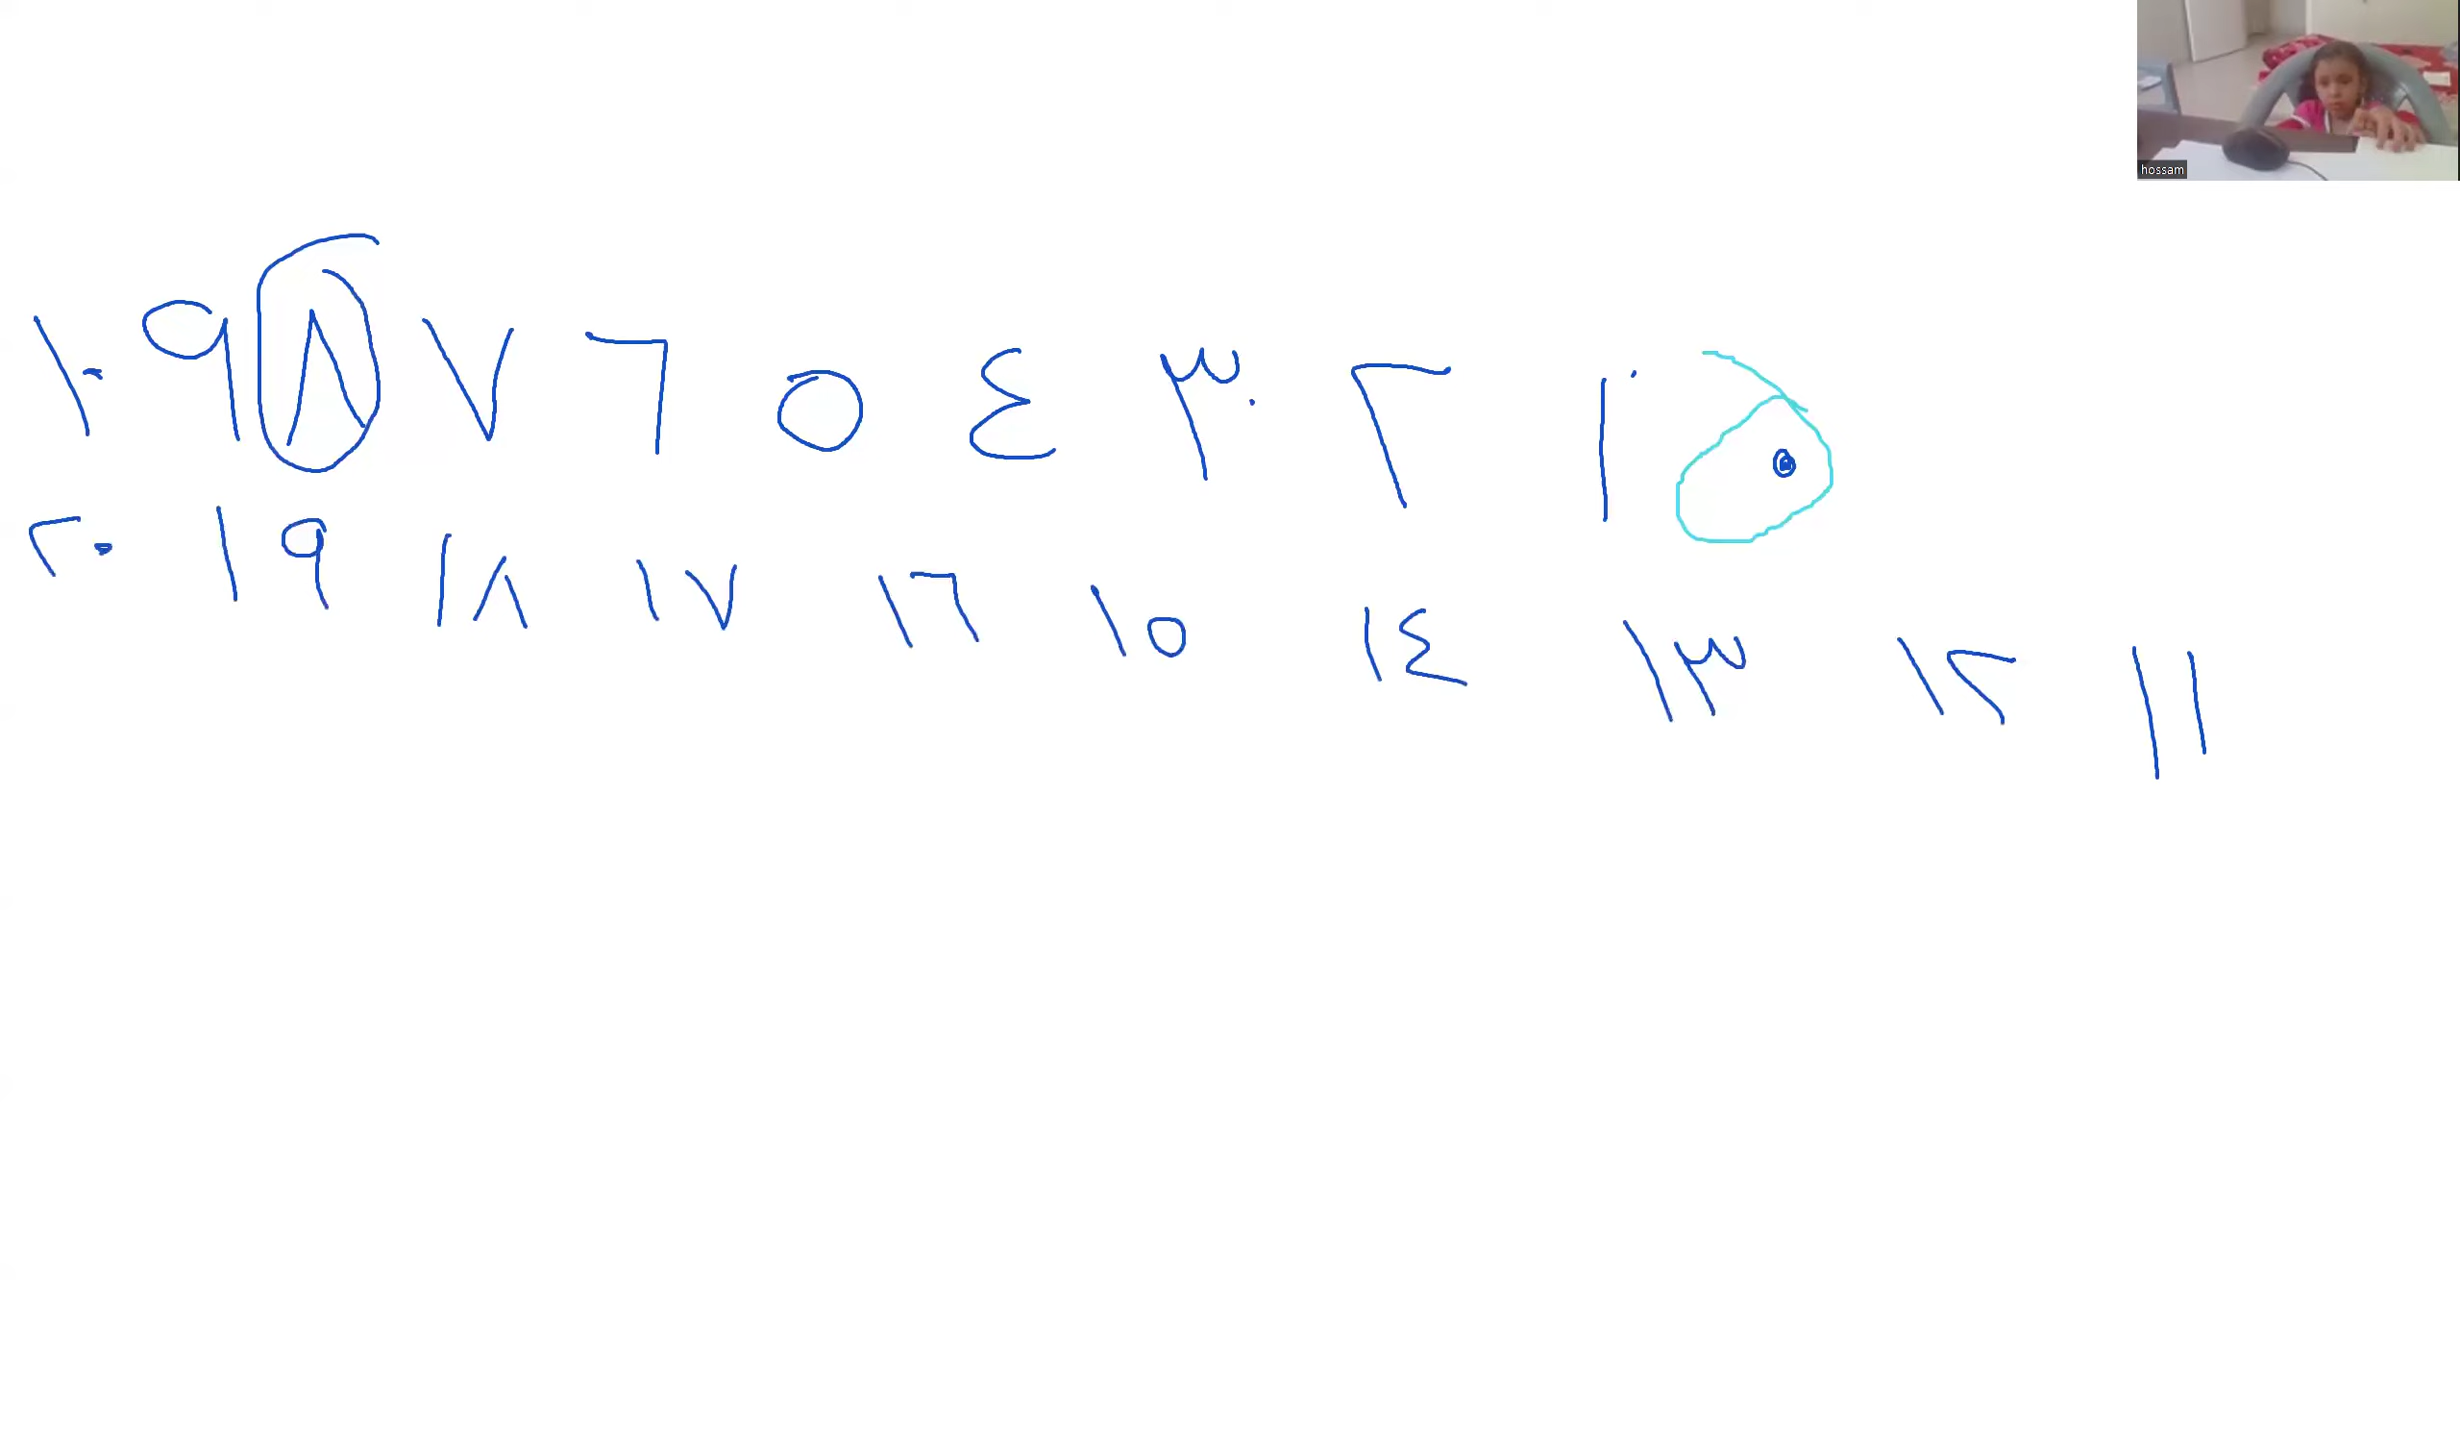 hossam
٠ ١ ٢ ٣ ٤ ٥ ٦ ٧ ٨ ٩ ١٠
١١ ١٢ ١٣ ١٤ ١٥ ١٦ ١٧ ١٨ ١٩ ٢٠